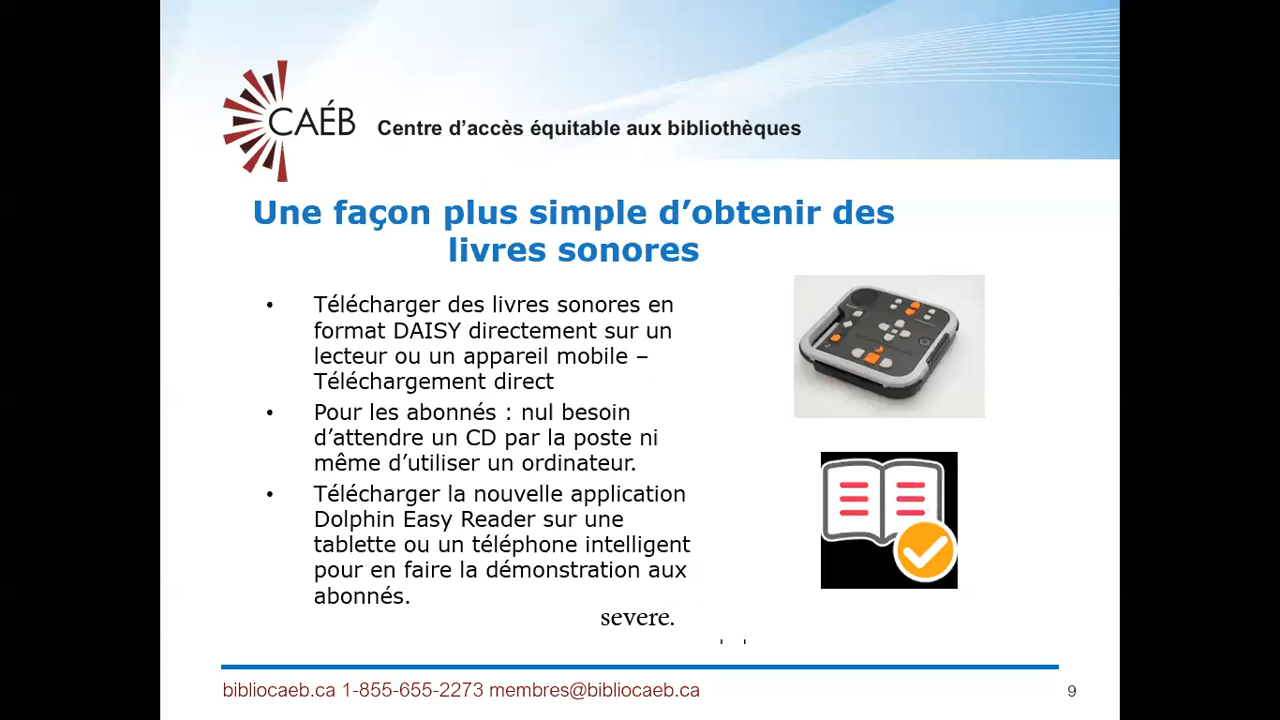 CAÉB
Centre d’accès équitable aux bibliothèques
Une façon plus simple d’obtenir des
livres sonores
• Télécharger des livres sonores en
format DAISY directement sur un
lecteur ou un appareil mobile –
Téléchargement direct
• Pour les abonnés : nul besoin
d’attendre un CD par la poste ni
même d’utiliser un ordinateur.
• Télécharger la nouvelle application
Dolphin Easy Reader sur une
tablette ou un téléphone intelligent
pour en faire la démonstration aux
abonnés.
severe.
bibliocaeb.ca 1-855-655-2273 membres@bibliocaeb.ca
9